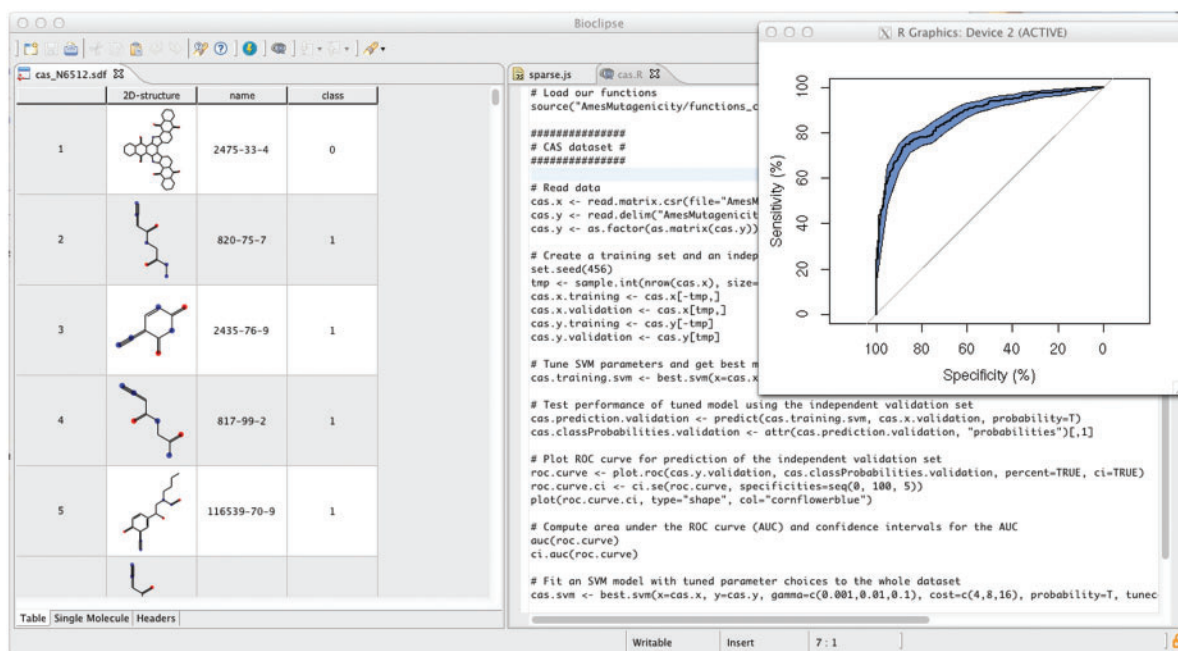 Bioclipse
cas_N6512.sdf
2D-structure name class
1 2475-33-4 0
2 820-75-7 1
3 2435-76-9 1
4 817-99-2 1
5 116539-70-9 1
Table Single Molecule Headers
sparse.js cas.R
# Load our functions
source("AmesMutagenicity/functions_c
###############
# CAS dataset #
###############
# Read data
cas.x <- read.matrix.csr(file="AmesM
cas.y <- read.delim("AmesMutagenicit
cas.y <- as.factor(as.matrix(cas.y))
# Create a training set and an indep
set.seed(456)
tmp <- sample.int(nrow(cas.x), size=
cas.x.training <- cas.x[-tmp,]
cas.x.validation <- cas.x[tmp,]
cas.y.training <- cas.y[-tmp]
cas.y.validation <- cas.y[tmp]
# Tune SVM parameters and get best m
cas.training.svm <- best.svm(x=cas.x
# Test performance of tuned model using the independent validation set
cas.prediction.validation <- predict(cas.training.svm, cas.x.validation, probability=T)
cas.classProbabilities.validation <- attr(cas.prediction.validation, "probabilities")[,1]
# Plot ROC curve for prediction of the independent validation set
roc.curve <- plot.roc(cas.y.validation, cas.classProbabilities.validation, percent=TRUE, ci=TRUE)
roc.curve.ci <- ci.se(roc.curve, specificities=seq(0, 100, 5))
plot(roc.curve.ci, type="shape", col="cornflowerblue")
# Compute area under the ROC curve (AUC) and confidence intervals for the AUC
auc(roc.curve)
ci.auc(roc.curve)
# Fit an SVM model with tuned parameter choices to the whole dataset
cas.svm <- best.svm(x=cas.x, y=cas.y, gamma=c(0.001,0.01,0.1), cost=c(4,8,16), probability=T, tunec
R Graphics: Device 2 (ACTIVE)
Sensitivity (%)
100
80
60
40
20
0
100 80 60 40 20 0
Specificity (%)
Writable Insert 7 : 1